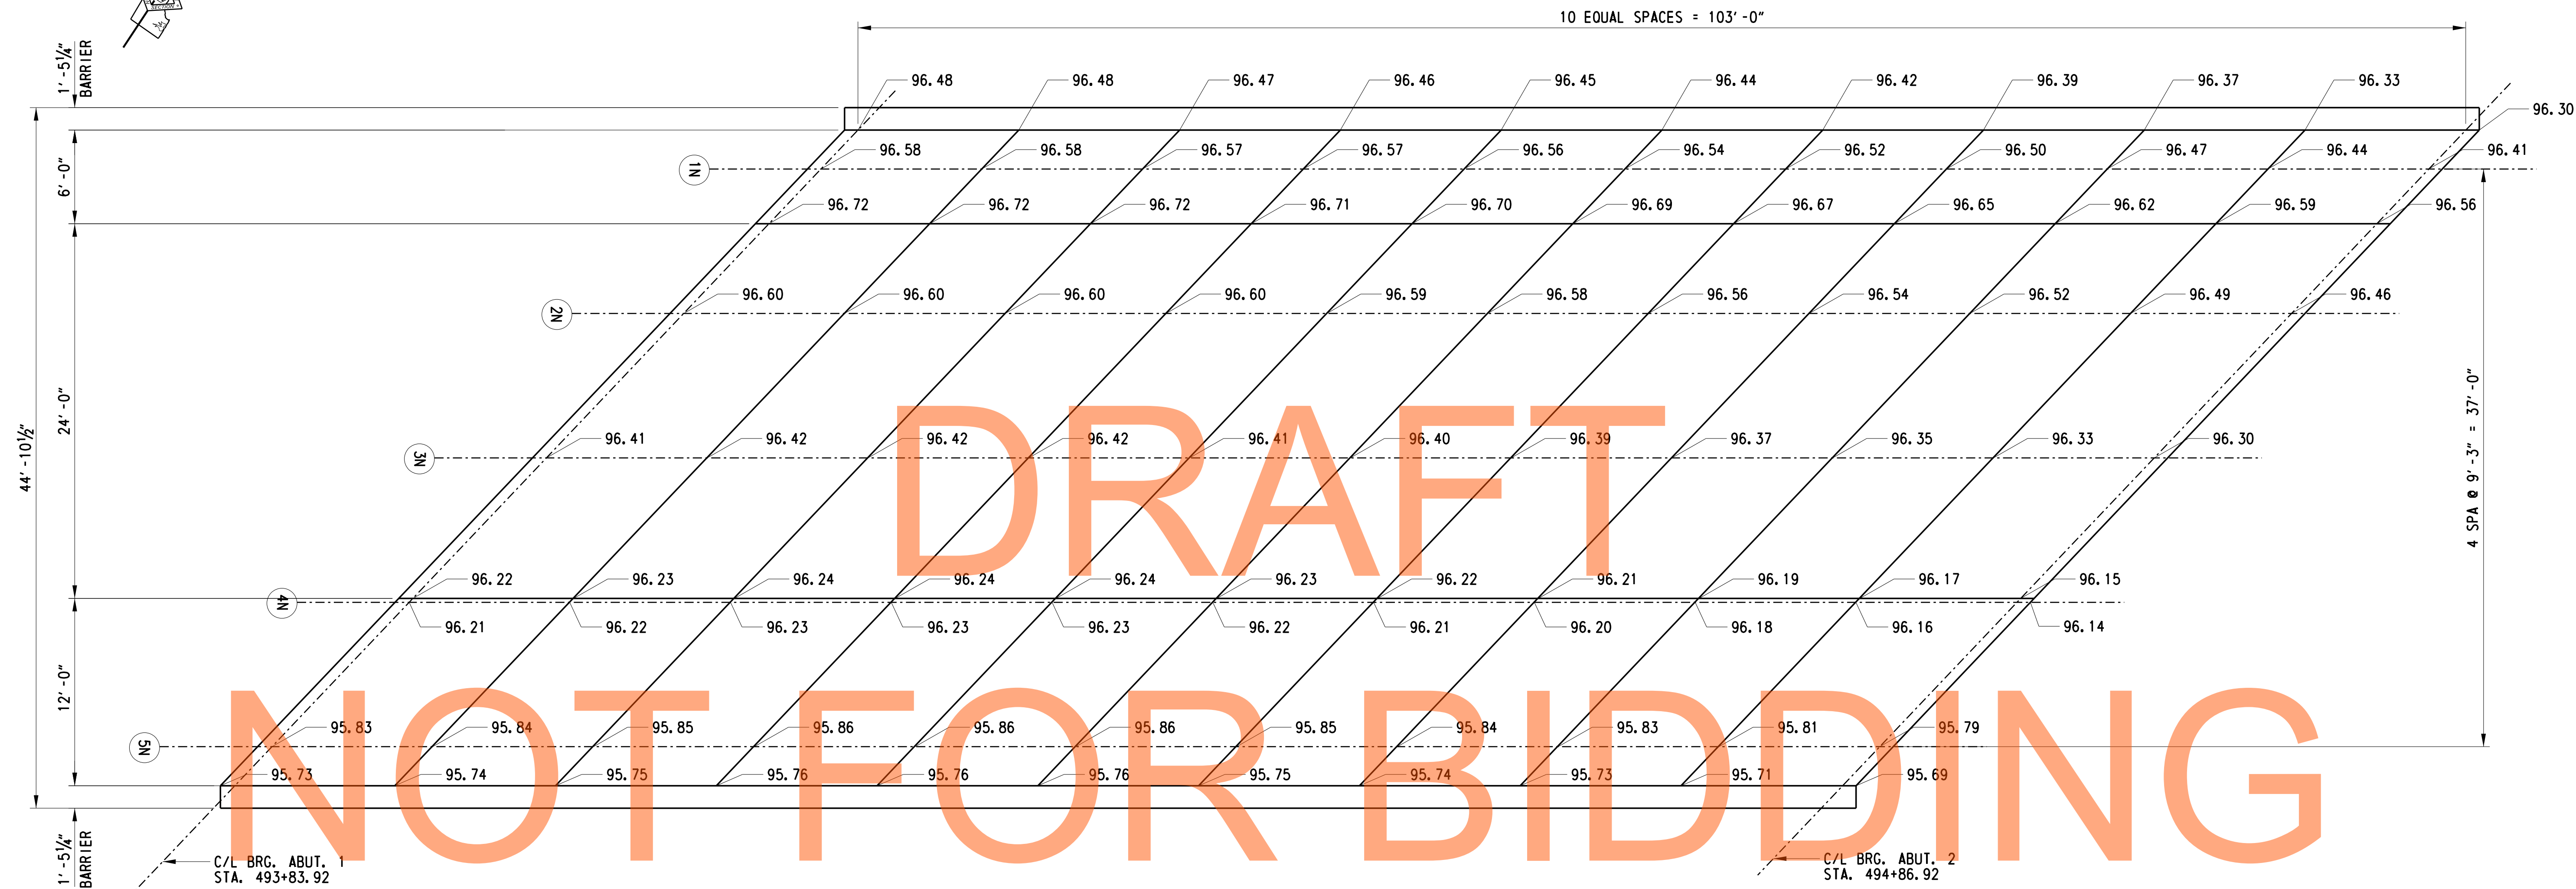 10 EQUAL SPACES = 103'-0"
1'-5¼"
BARRIER
96.48 96.48 96.47 96.46 96.45 96.44 96.42 96.39 96.37 96.33
96.30
1N 96.58 96.58 96.57 96.57 96.56 96.54 96.52 96.50 96.47 96.44 96.41
6'-0"
96.72 96.72 96.72 96.71 96.70 96.69 96.67 96.65 96.62 96.59 96.56
2N 96.60 96.60 96.60 96.60 96.59 96.58 96.56 96.54 96.52 96.49 96.46
24'-0"
44'-10½"
3N 96.41 96.42 96.42 96.42 96.41 96.40 96.39 96.37 96.35 96.33 96.30
4 SPA @ 9'-3" = 37'-0"
DRAFT
96.22 96.23 96.24 96.24 96.24 96.23 96.22 96.21 96.19 96.17 96.15
4N
96.21 96.22 96.23 96.23 96.23 96.22 96.21 96.20 96.18 96.16 96.14
12'-0"
5N 95.83 95.84 95.85 95.86 95.86 95.86 95.85 95.84 95.83 95.81 95.79
95.73 95.74 95.75 95.76 95.76 95.76 95.75 95.74 95.73 95.71 95.69
NOT FOR BIDDING
1'-5¼"
BARRIER
C/L BRG. ABUT. 1
STA. 493+83.92
C/L BRG. ABUT. 2
STA. 494+86.92